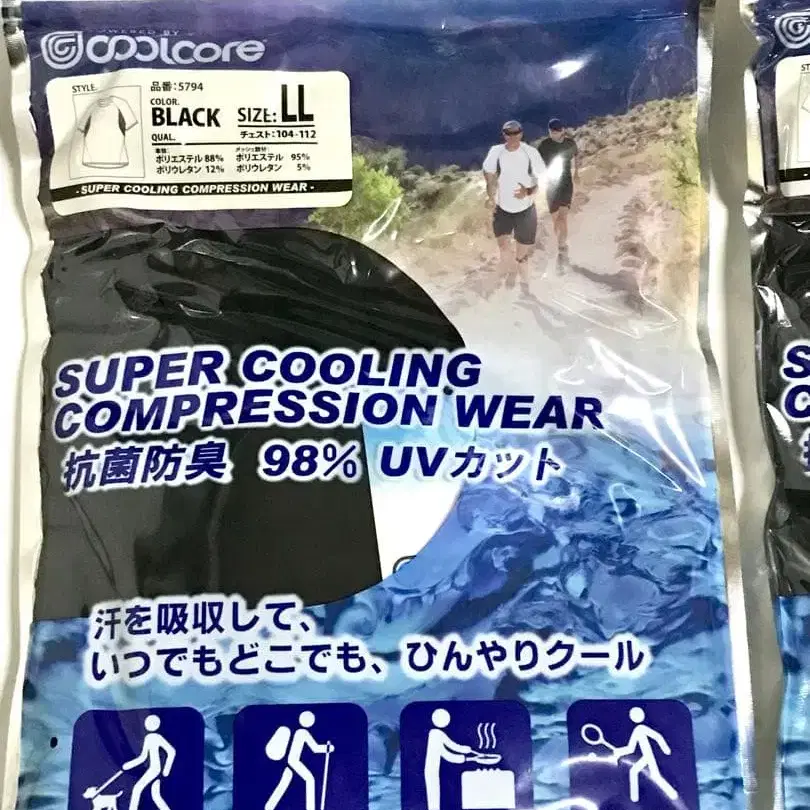 POWERED BY
coolcore
STYLE.
品番:5794
COLOR.
BLACK
SIZE: LL
QUAL.
チェスト:104-112
ポリエステル 88%
ポリウレタン 12%
ポリエステル 95%
ポリウレタン 5%
-SUPER COOLING COMPRESSION WEAR-
SUPER COOLING
COMPRESSION WEAR
抗菌防臭 98% UVカット
汗を吸収して、
いつでもどこでも、ひんやりクール